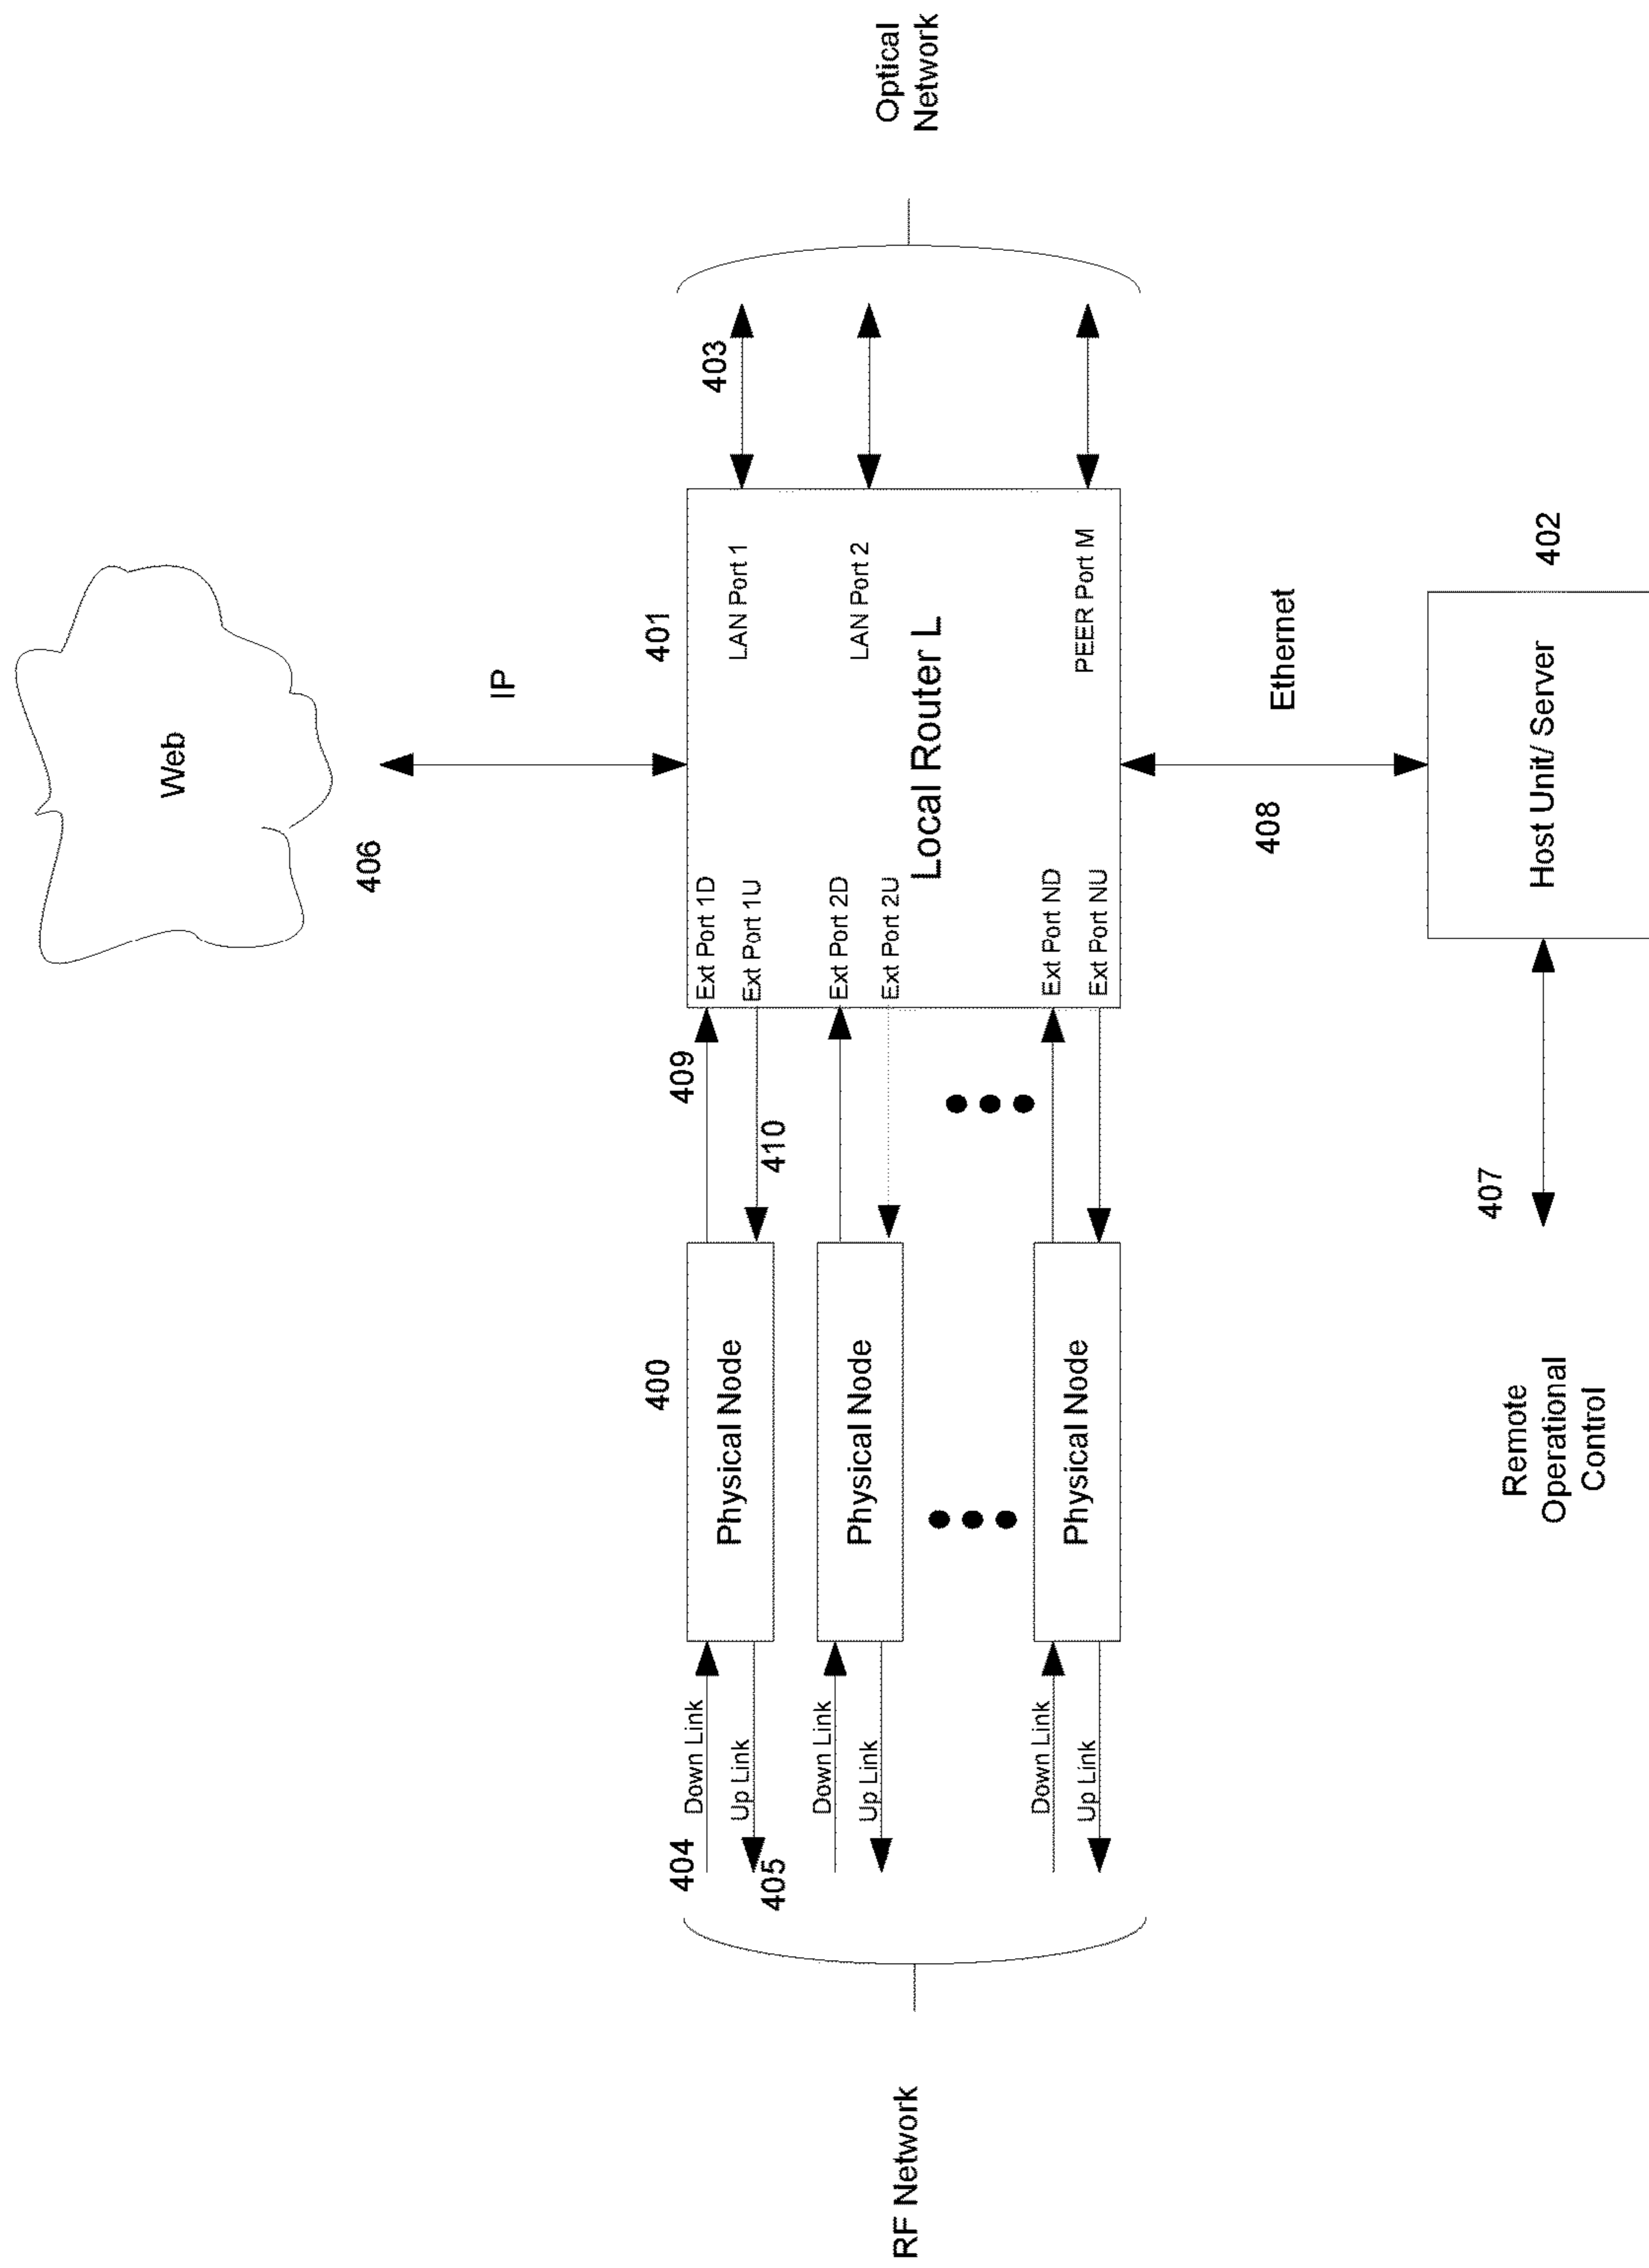 Web
406
IP
RF Network
404
Down Link
Up Link
405
Down Link
Up Link
Down Link
Up Link
400
Physical Node
Physical Node
Physical Node
409
410
401
Ext Port 1D
Ext Port 1U
Ext Port 2D
Ext Port 2U
Ext Port ND
Ext Port NU
Local Router L
LAN Port 1
LAN Port 2
PEER Port M
403
Optical
Network
408
Ethernet
Remote
Operational
Control
407
Host Unit/ Server
402